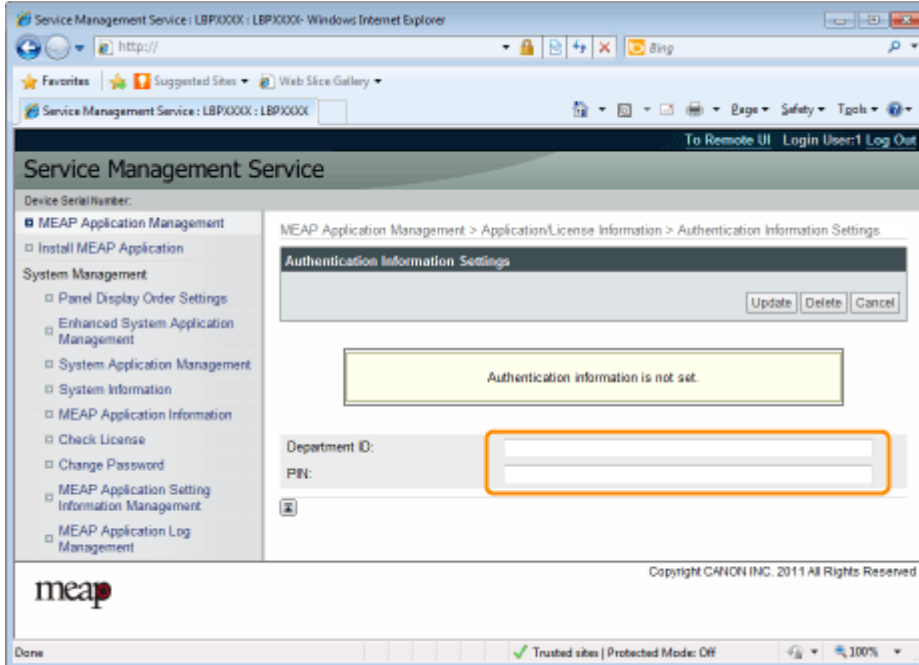 Service Management Service : LBPXXXX : LBPXXXX- Windows Internet Explorer
http://
Bing
Favorites Suggested Sites Web Slice Gallery
Service Management Service : LBPXXXX : LBPXXXX
Page Safety Tools
To Remote UI Login User:1 Log Out
Service Management Service
Device Serial Number:
MEAP Application Management
Install MEAP Application
System Management
Panel Display Order Settings
Enhanced System Application
Management
System Application Management
System Information
MEAP Application Information
Check License
Change Password
MEAP Application Setting
Information Management
MEAP Application Log
Management
MEAP Application Management > Application/License Information > Authentication Information Settings
Authentication Information Settings
Update Delete Cancel
Authentication information is not set.
Department ID:
PIN:
Copyright CANON INC. 2011 All Rights Reserved
meap
Done
Trusted sites | Protected Mode: Off
100%